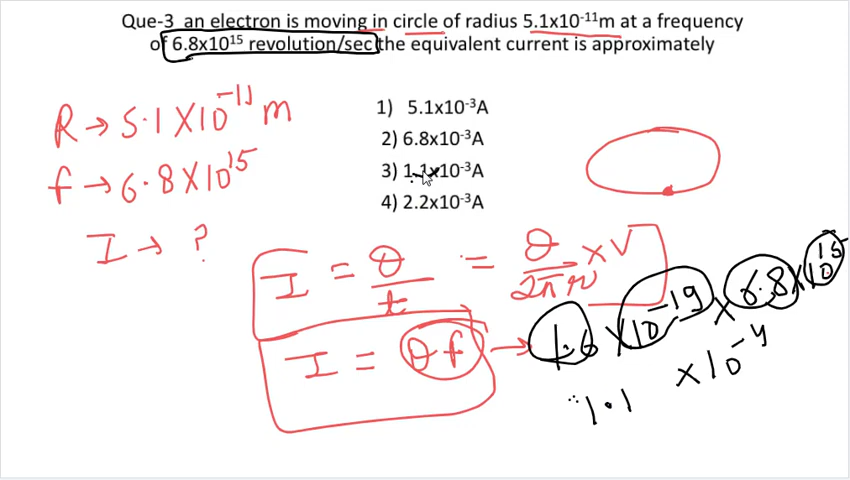 Que-3 an electron is moving in circle of radius 5.1x10⁻¹¹m at a frequency
of 6.8x10¹⁵ revolution/sec the equivalent current is approximately
R → 5.1 X 10⁻¹¹ m
f → 6.8 X 10¹⁵
I → ?
1) 5.1x10⁻³A
2) 6.8x10⁻³A
3) 1.1x10⁻³A
4) 2.2x10⁻³A
I = Q/t = Q/2πr × V
I = Qf → 1.6 × 10⁻¹⁹ × 6.8 × 10¹⁵
1.1 × 10⁻⁴